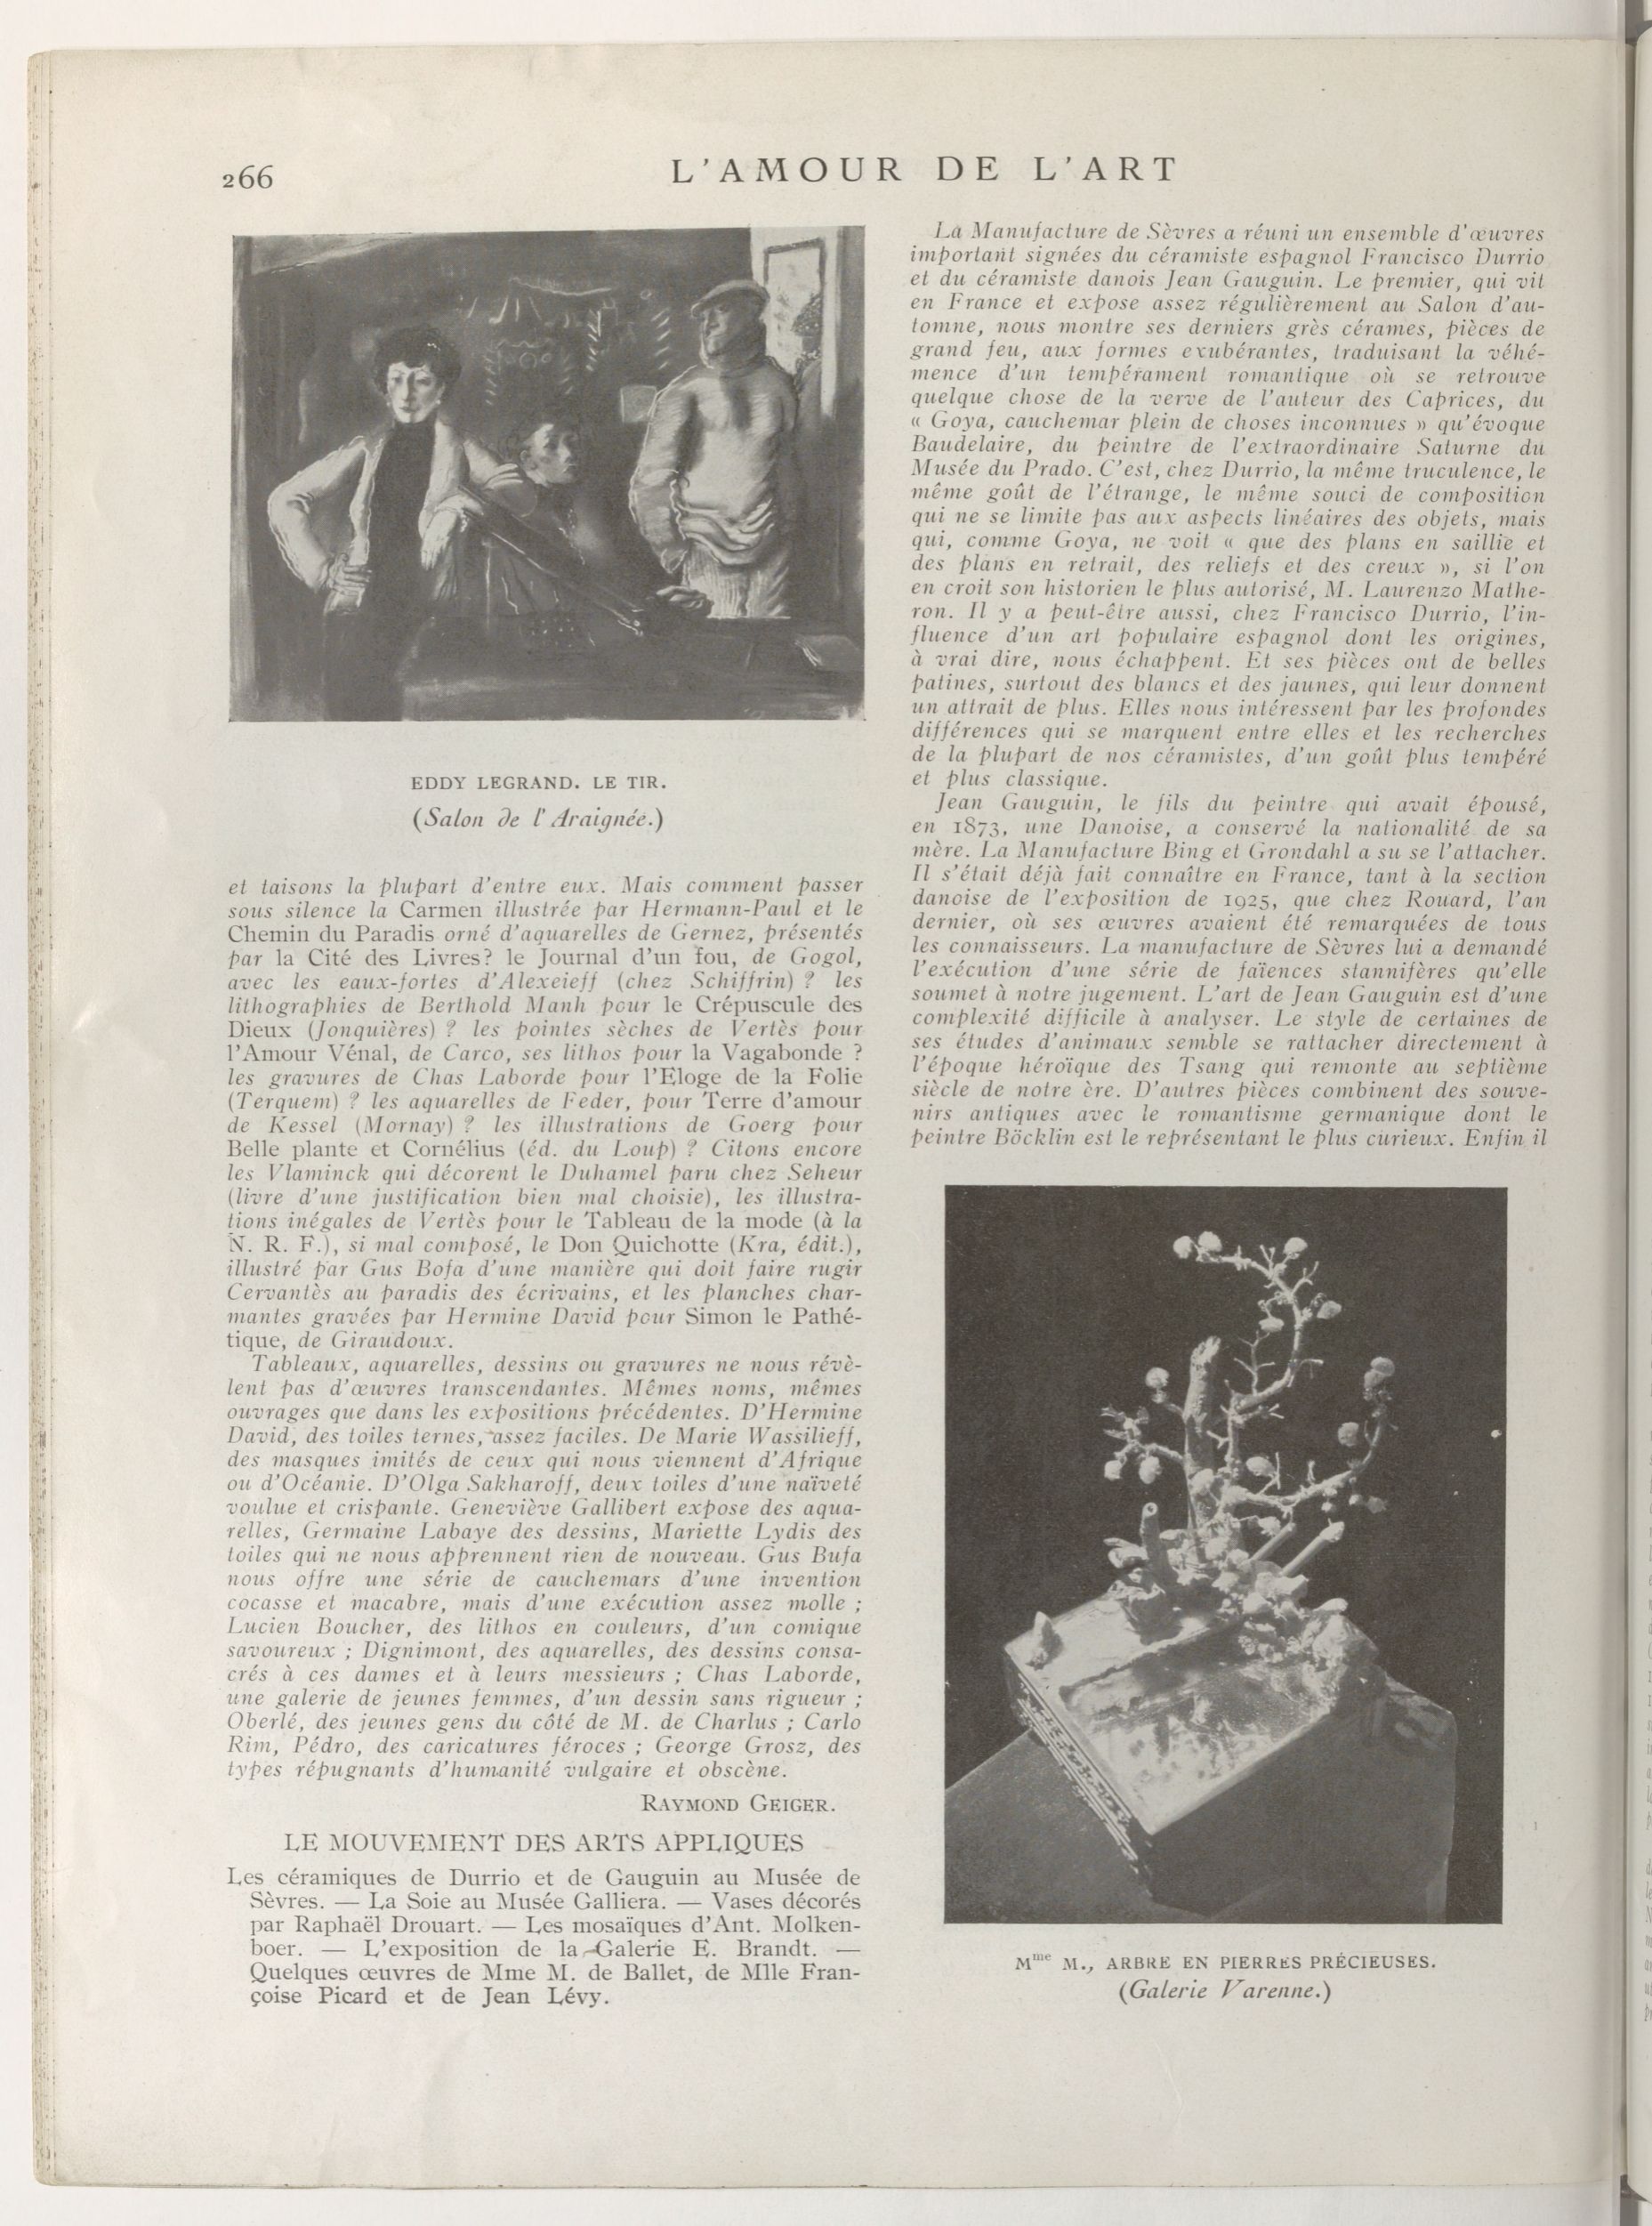 266
L'AMOUR DE L'ART
EDDY LEGRAND. LE TIR.
(Salon de l'Araignée.)
et taisons la plupart d'entre eux. Mais comment passer
sous silence la Carmen illustrée par Hermann-Paul et le
Chemin du Paradis orné d'aquarelles de Gernez, présentés
par la Cité des Livres? le Journal d'un fou, de Gogol,
avec les eaux-fortes d'Alexeieff (chez Schiffrin) ? les
lithographies de Berthold Manh pour le Crépuscule des
Dieux (Jonquières) ? les pointes sèches de Vertès pour
l'Amour Vénal, de Carco, ses lithos pour la Vagabonde ?
les gravures de Chas Laborde pour l'Eloge de la Folie
(Terquem) ? les aquarelles de Feder, pour Terre d'amour
de Kessel (Mornay) ? les illustrations de Goerg pour
Belle plante et Cornélius (éd. du Loup) ? Citons encore
les Vlaminck qui décorent le Duhamel paru chez Seheur
(livre d'une justification bien mal choisie), les illustra-
tions inégales de Vertès pour le Tableau de la mode (à la
N. R. F.), si mal composé, le Don Quichotte (Kra, édit.),
illustré par Gus Bofa d'une manière qui doit faire rugir
Cervantès au paradis des écrivains, et les planches char-
mantes gravées par Hermine David pour Simon le Pathé-
tique, de Giraudoux.
Tableaux, aquarelles, dessins ou gravures ne nous révè-
lent pas d'œuvres transcendantes. Mêmes noms, mêmes
ouvrages que dans les expositions précédentes. D'Hermine
David, des toiles ternes, assez faciles. De Marie Wassilieff,
des masques imités de ceux qui nous viennent d'Afrique
ou d'Océanie. D'Olga Sakharoff, deux toiles d'une naïveté
voulue et crispante. Geneviève Gallibert expose des aqua-
relles, Germaine Labaye des dessins, Mariette Lydis des
toiles qui ne nous apprennent rien de nouveau. Gus Bufa
nous offre une série de cauchemars d'une invention
cocasse et macabre, mais d'une exécution assez molle ;
Lucien Boucher, des lithos en couleurs, d'un comique
savoureux ; Dignimont, des aquarelles, des dessins consa-
crés à ces dames et à leurs messieurs ; Chas Laborde,
une galerie de jeunes femmes, d'un dessin sans rigueur ;
Oberlé, des jeunes gens du côté de M. de Charlus ; Carlo
Rim, Pédro, des caricatures féroces ; George Grosz, des
types répugnants d'humanité vulgaire et obscène.
RAYMOND GEIGER.
LE MOUVEMENT DES ARTS APPLIQUES
Les céramiques de Durrio et de Gauguin au Musée de
Sèvres. — La Soie au Musée Galliera. — Vases décorés
par Raphaël Drouart. — Les mosaïques d'Ant. Molken-
boer. — L'exposition de la Galerie E. Brandt. —
Quelques œuvres de Mme M. de Ballet, de Mlle Fran-
çoise Picard et de Jean Lévy.
La Manufacture de Sèvres a réuni un ensemble d'œuvres
important signées du céramiste espagnol Francisco Durrio
et du céramiste danois Jean Gauguin. Le premier, qui vit
en France et expose assez régulièrement au Salon d'au-
tomne, nous montre ses derniers grès cérames, pièces de
grand feu, aux formes exubérantes, traduisant la véhé-
mence d'un tempérament romantique où se retrouve
quelque chose de la verve de l'auteur des Caprices, du
« Goya, cauchemar plein de choses inconnues » qu'évoque
Baudelaire, du peintre de l'extraordinaire Saturne du
Musée du Prado. C'est, chez Durrio, la même truculence, le
même goût de l'étrange, le même souci de composition
qui ne se limite pas aux aspects linéaires des objets, mais
qui, comme Goya, ne voit « que des plans en saillie et
des plans en retrait, des reliefs et des creux », si l'on
en croit son historien le plus autorisé, M. Laurenzo Mathe-
ron. Il y a peut-être aussi, chez Francisco Durrio, l'in-
fluence d'un art populaire espagnol dont les origines,
à vrai dire, nous échappent. Et ses pièces ont de belles
patines, surtout des blancs et des jaunes, qui leur donnent
un attrait de plus. Elles nous intéressent par les profondes
différences qui se marquent entre elles et les recherches
de la plupart de nos céramistes, d'un goût plus tempéré
et plus classique.
Jean Gauguin, le fils du peintre qui avait épousé,
en 1873, une Danoise, a conservé la nationalité de sa
mère. La Manufacture Bing et Grondahl a su se l'attacher.
Il s'était déjà fait connaître en France, tant à la section
danoise de l'exposition de 1925, que chez Rouard, l'an
dernier, où ses œuvres avaient été remarquées de tous
les connaisseurs. La manufacture de Sèvres lui a demandé
l'exécution d'une série de faïences stannifères qu'elle
soumet à notre jugement. L'art de Jean Gauguin est d'une
complexité difficile à analyser. Le style de certaines de
ses études d'animaux semble se rattacher directement à
l'époque héroïque des Tsang qui remonte au septième
siècle de notre ère. D'autres pièces combinent des souve-
nirs antiques avec le romantisme germanique dont le
peintre Böcklin est le représentant le plus curieux. Enfin il
Mme M., ARBRE EN PIERRES PRÉCIEUSES.
(Galerie Varenne.)